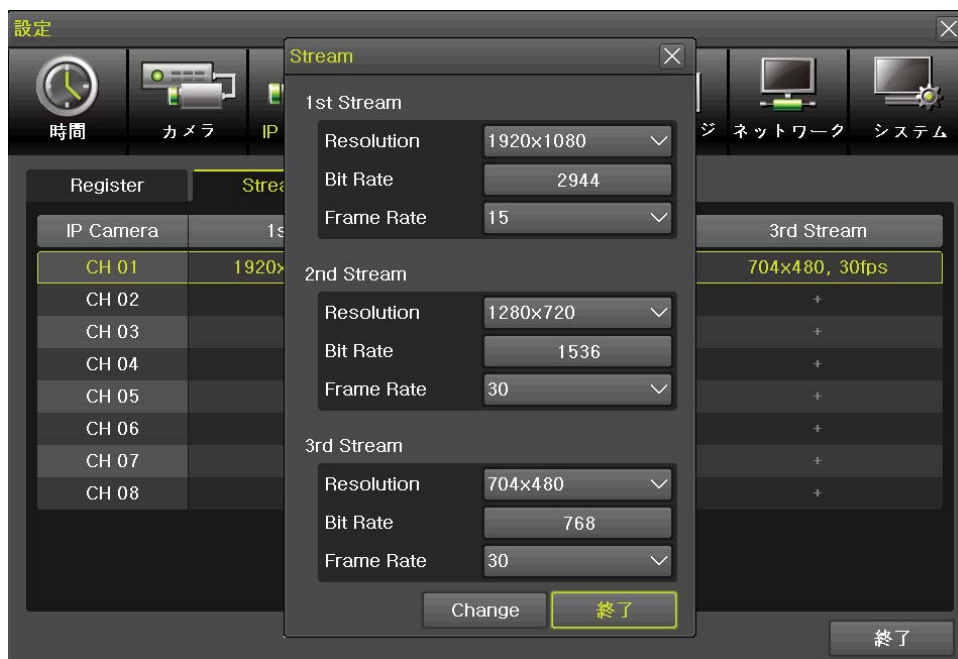 設定
時間 カメラ IP ジ ネットワーク システム
Register Strea
IP Camera 1s 3rd Stream
CH 01 1920x 704x480, 30fps
CH 02 +
CH 03 +
CH 04 +
CH 05 +
CH 06 +
CH 07 +
CH 08 +
終了
Stream
1st Stream
Resolution 1920x1080
Bit Rate 2944
Frame Rate 15
2nd Stream
Resolution 1280x720
Bit Rate 1536
Frame Rate 30
3rd Stream
Resolution 704x480
Bit Rate 768
Frame Rate 30
Change 終了